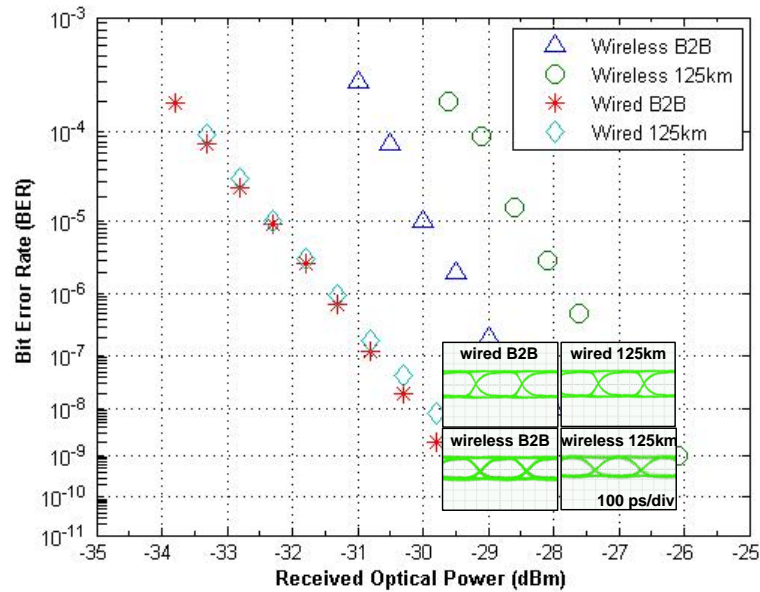 10^-3
10^-4
10^-5
10^-6
10^-7
10^-8
10^-9
10^-10
10^-11
Bit Error Rate (BER)
Wireless B2B
Wireless 125km
Wired B2B
Wired 125km
wired B2B
wired 125km
wireless B2B
wireless 125km
100 ps/div
-35 -34 -33 -32 -31 -30 -29 -28 -27 -26 -25
Received Optical Power (dBm)